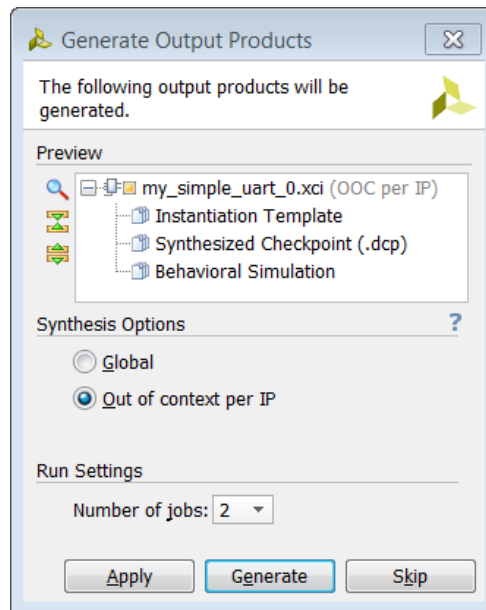 Generate Output Products
The following output products will be
generated.
Preview
my_simple_uart_0.xci (OOC per IP)
Instantiation Template
Synthesized Checkpoint (.dcp)
Behavioral Simulation
Synthesis Options
?
Global
Out of context per IP
Run Settings
Number of jobs: 2
Apply Generate Skip